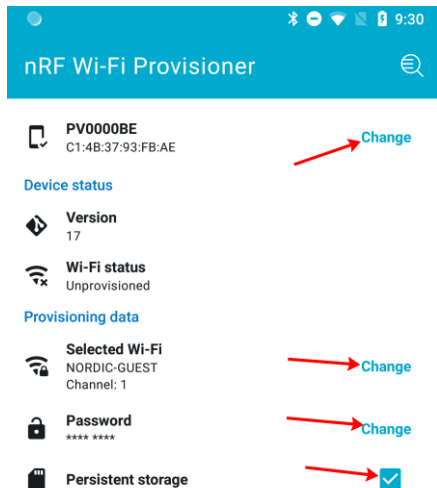 9:30
nRF Wi-Fi Provisioner
PV0000BE
Change
C1:4B:37:93:FB:AE
Device status
Version
17
Wi-Fi status
Unprovisioned
Provisioning data
Selected Wi-Fi
NORDIC-GUEST
Change
Channel: 1
Password
Change
**** ****
Persistent storage